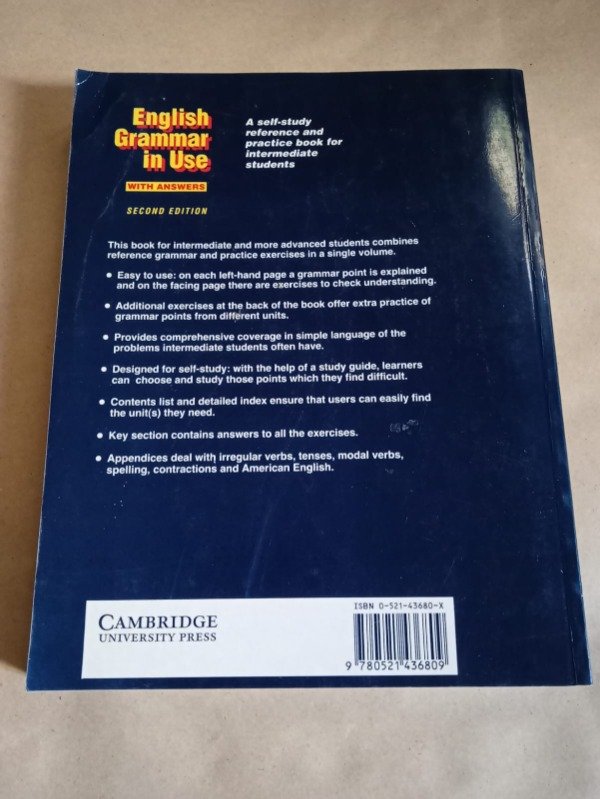 English
Grammar
in Use
WITH ANSWERS
SECOND EDITION
A self-study
reference and
practice book for
intermediate
students
This book for intermediate and more advanced students combines
reference grammar and practice exercises in a single volume.
• Easy to use: on each left-hand page a grammar point is explained
and on the facing page there are exercises to check understanding.
• Additional exercises at the back of the book offer extra practice of
grammar points from different units.
• Provides comprehensive coverage in simple language of the
problems intermediate students often have.
• Designed for self-study: with the help of a study guide, learners
can choose and study those points which they find difficult.
• Contents list and detailed index ensure that users can easily find
the unit(s) they need.
• Key section contains answers to all the exercises.
• Appendices deal with irregular verbs, tenses, modal verbs,
spelling, contractions and American English.
CAMBRIDGE
UNIVERSITY PRESS
ISBN 0-521-43680-X
9 780521 436809